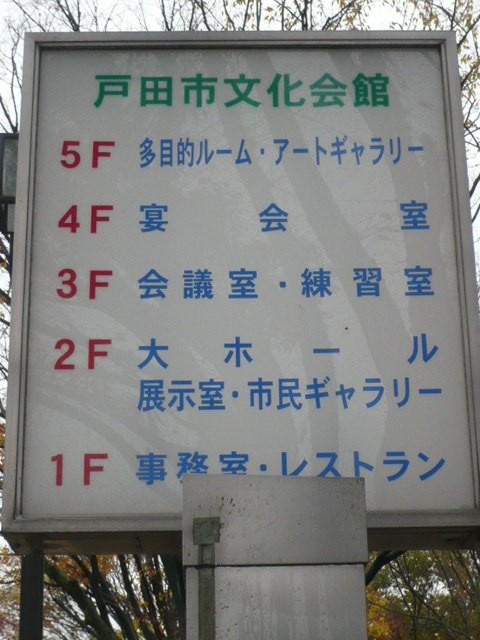 戸田市文化会館
5F 多目的ルーム・アートギャラリー
4F 宴会室
3F 会議室・練習室
2F 大ホール
展示室・市民ギャラリー
1F 事務室・レストラン